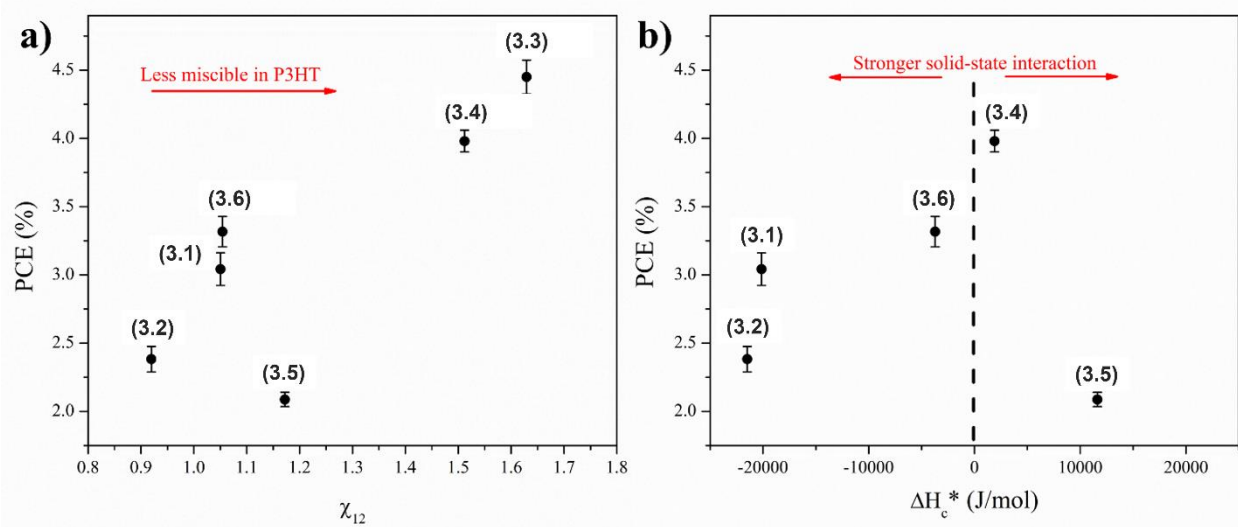 a)
Less miscible in P3HT
(3.3)
(3.4)
(3.6)
(3.1)
(3.2)
(3.5)
PCE (%)
4.5
4.0
3.5
3.0
2.5
2.0
0.8 0.9 1.0 1.1 1.2 1.3 1.4 1.5 1.6 1.7 1.8
χ12
b)
Stronger solid-state interaction
(3.4)
(3.6)
(3.1)
(3.2)
(3.5)
PCE (%)
4.5
4.0
3.5
3.0
2.5
2.0
-20000 -10000 0 10000 20000
ΔHc* (J/mol)